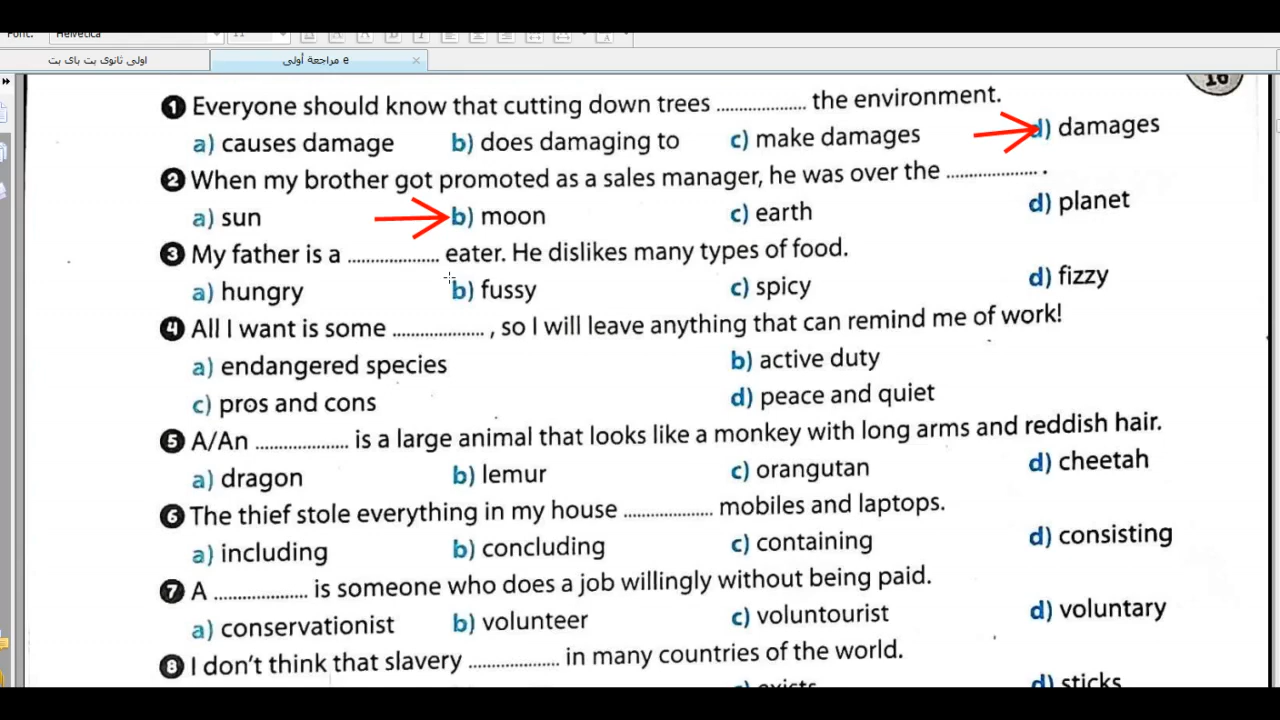 Font: Helvetica 11
اولى ثانوى بت باى بت
مراجعة أولى e
16
1 Everyone should know that cutting down trees .................... the environment.
a) causes damage b) does damaging to c) make damages d) damages
2 When my brother got promoted as a sales manager, he was over the .................... .
a) sun b) moon c) earth d) planet
3 My father is a .................... eater. He dislikes many types of food.
a) hungry b) fussy c) spicy d) fizzy
4 All I want is some .................... , so I will leave anything that can remind me of work!
a) endangered species b) active duty
c) pros and cons d) peace and quiet
5 A/An .................... is a large animal that looks like a monkey with long arms and reddish hair.
a) dragon b) lemur c) orangutan d) cheetah
6 The thief stole everything in my house .................... mobiles and laptops.
a) including b) concluding c) containing d) consisting
7 A .................... is someone who does a job willingly without being paid.
a) conservationist b) volunteer c) voluntourist d) voluntary
8 I don't think that slavery .................... in many countries of the world.
c) exists d) sticks